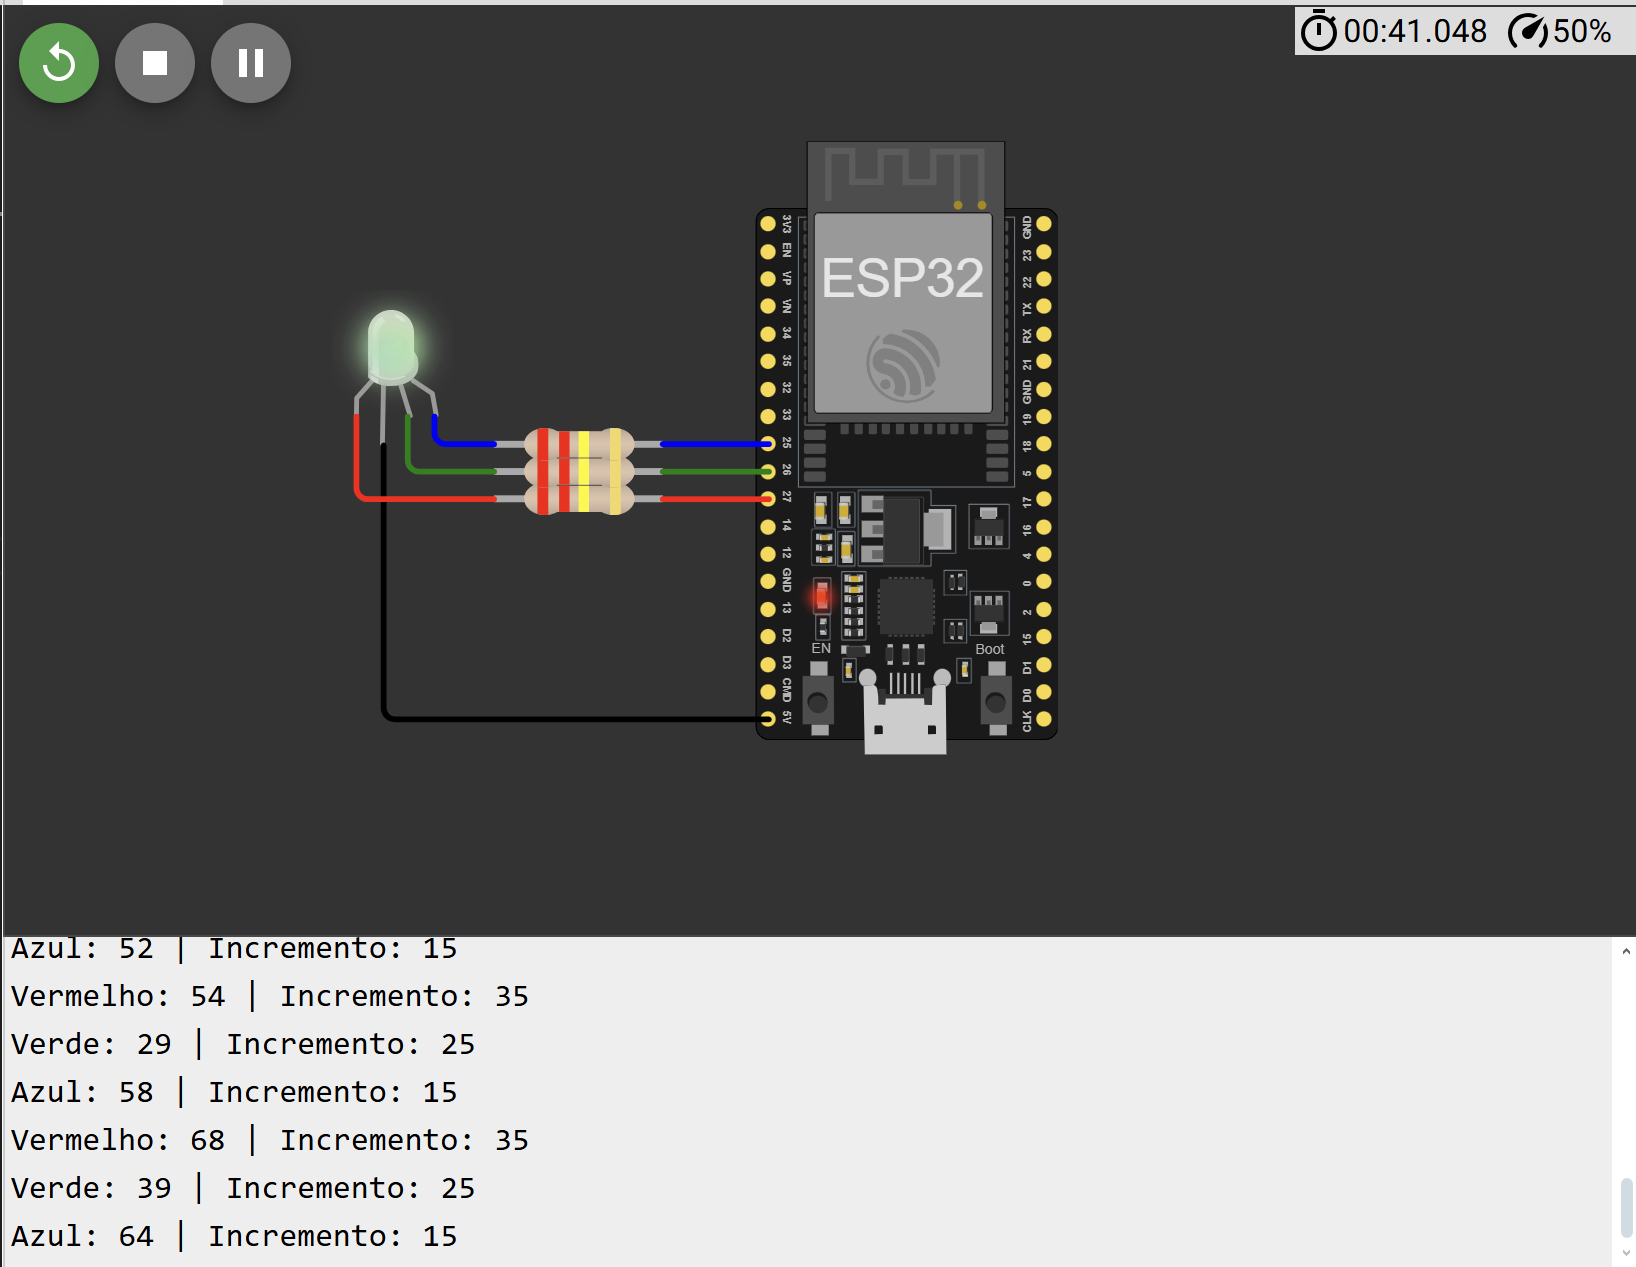 00:41.048 50%
ESP32
3V3
EN
VP
VN
34
35
32
33
25
26
27
14
12
GND
13
D2
D3
CMD
5V
GND
23
22
TX
RX
21
GND
19
18
5
17
16
4
0
2
15
D1
D0
CLK
EN
Boot
Azul: 52 | Incremento: 15
Vermelho: 54 | Incremento: 35
Verde: 29 | Incremento: 25
Azul: 58 | Incremento: 15
Vermelho: 68 | Incremento: 35
Verde: 39 | Incremento: 25
Azul: 64 | Incremento: 15